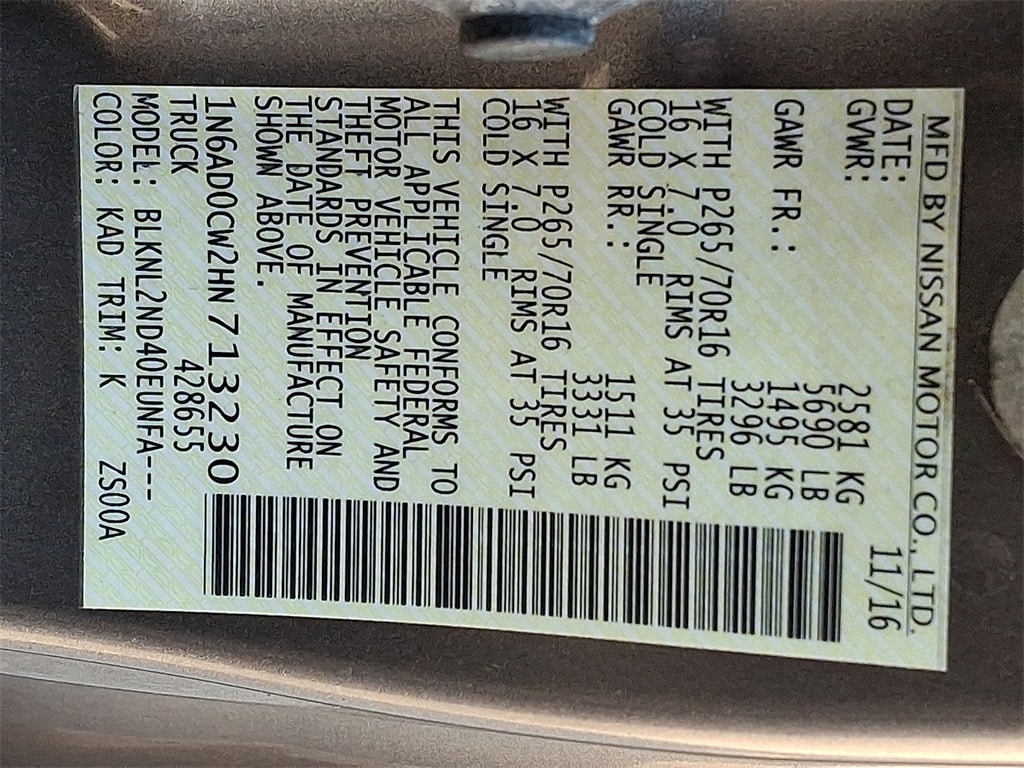 MFD BY NISSAN MOTOR CO., LTD.
DATE: 11/16
GVWR: 2581 KG
5690 LB
GAWR FR.: 1495 KG
3296 LB
WITH P265/70R16 TIRES
16 X 7.0 RIMS AT 35 PSI
COLD SINGLE
GAWR RR.: 1511 KG
3331 LB
WITH P265/70R16 TIRES
16 X 7.0 RIMS AT 35 PSI
COLD SINGLE
THIS VEHICLE CONFORMS TO
ALL APPLICABLE FEDERAL
MOTOR VEHICLE SAFETY AND
THEFT PREVENTION
STANDARDS IN EFFECT ON
THE DATE OF MANUFACTURE
SHOWN ABOVE.
1N6AD0CW2HN713230
TRUCK 428655
MODEL: BLKNL2ND40EUNFA---
COLOR: KAD TRIM: K ZS00A